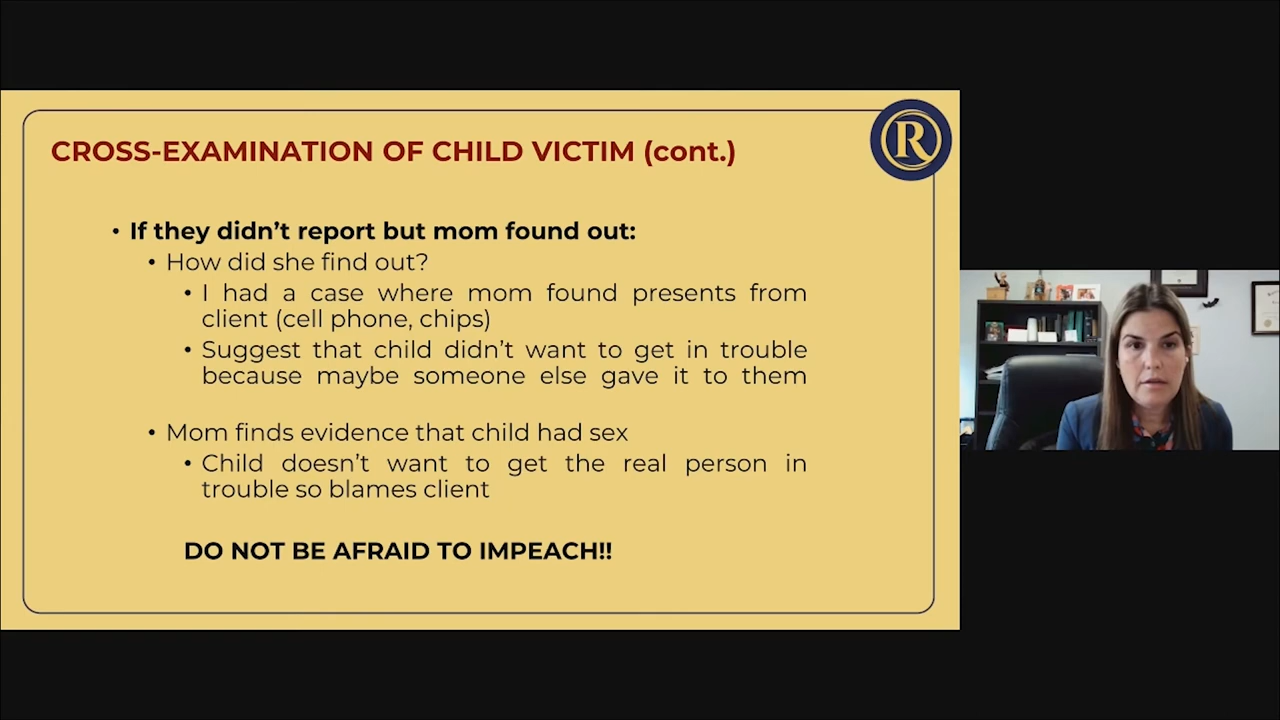 CROSS-EXAMINATION OF CHILD VICTIM (cont.)
R
• If they didn't report but mom found out:
• How did she find out?
• I had a case where mom found presents from
client (cell phone, chips)
• Suggest that child didn't want to get in trouble
because maybe someone else gave it to them
• Mom finds evidence that child had sex
• Child doesn't want to get the real person in
trouble so blames client
DO NOT BE AFRAID TO IMPEACH!!